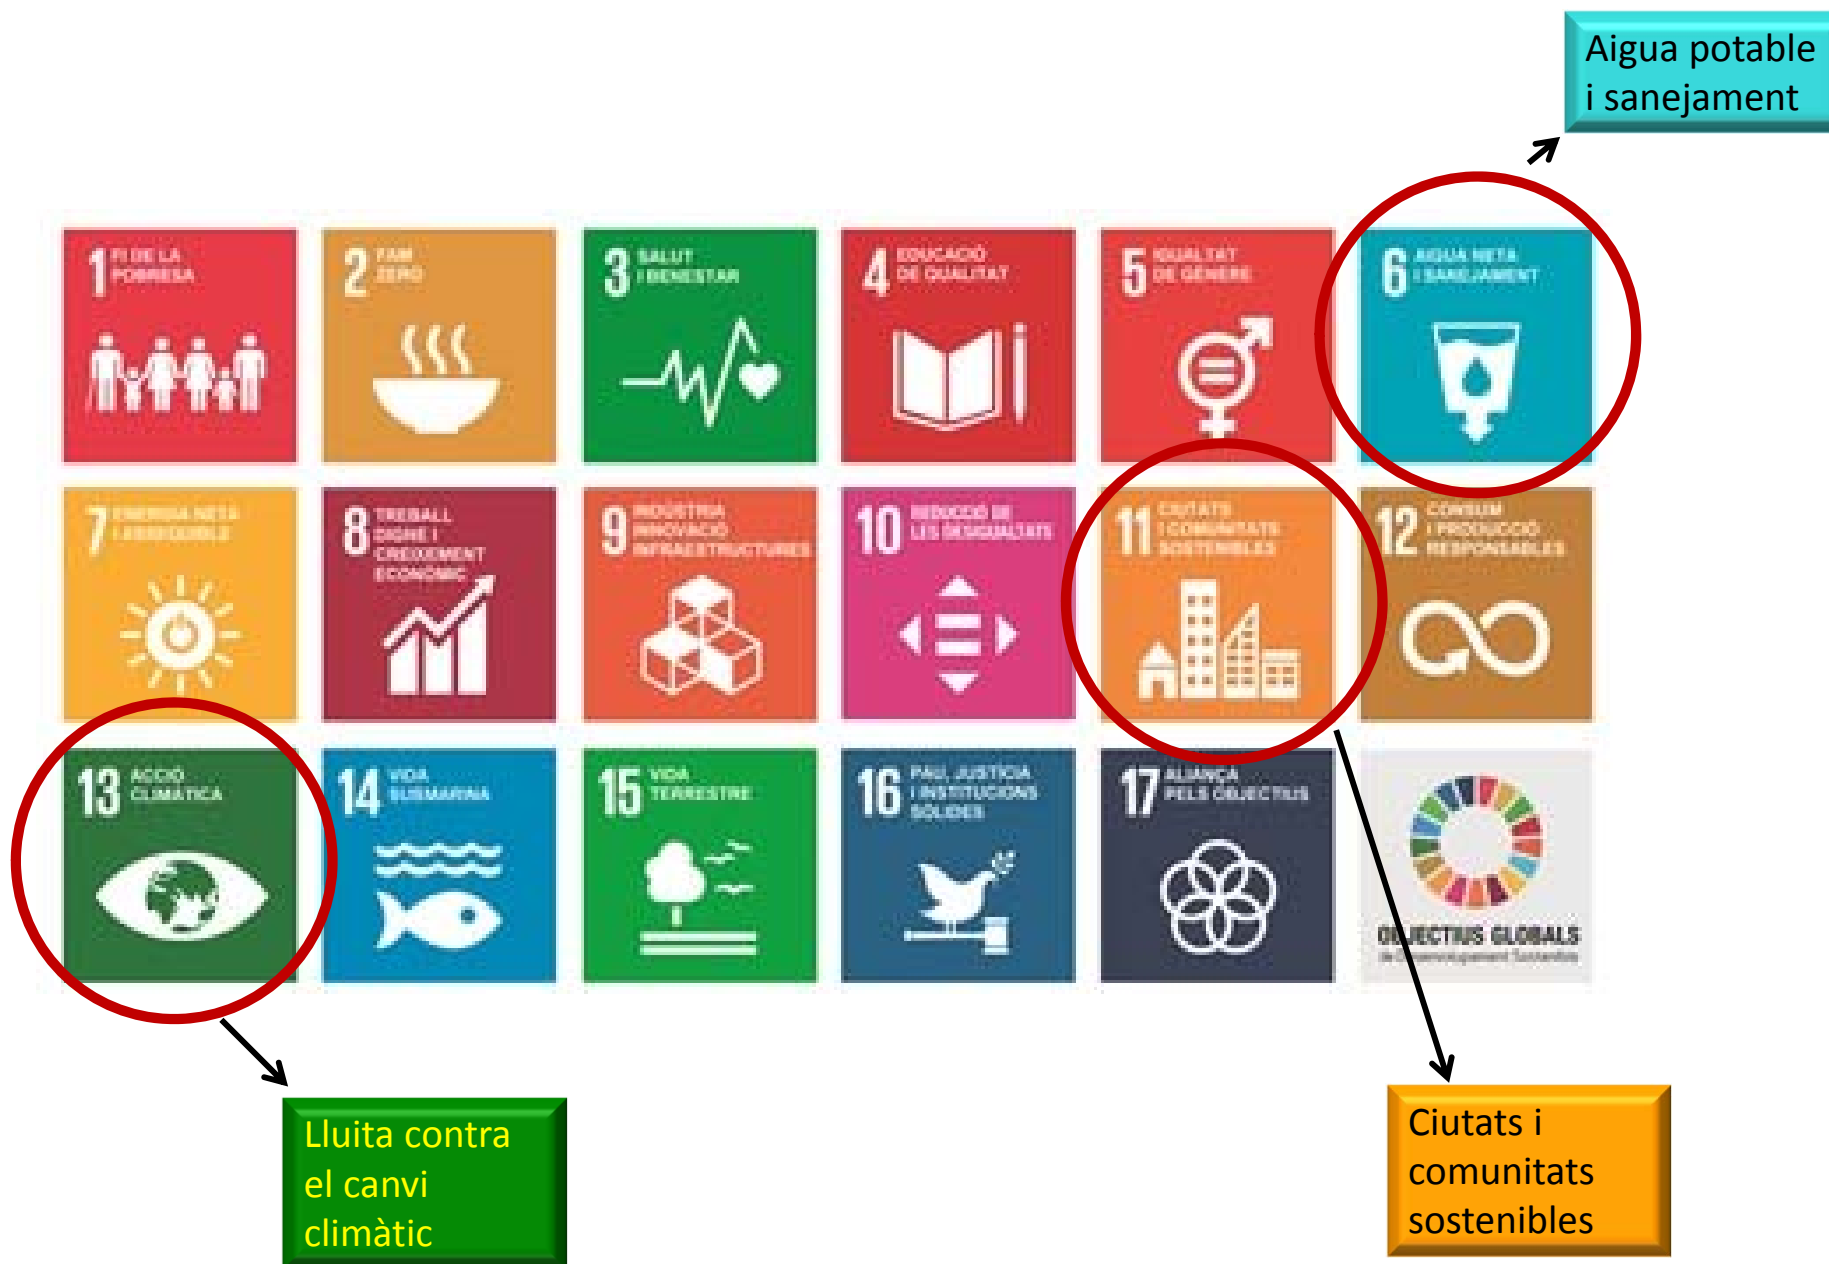 Aigua potable
i sanejament
1 FI DE LA
POBRESA
2 FAM
ZERO
3 SALUT
I BENESTAR
4 EDUCACIÓ
DE QUALITAT
5 IGUALTAT
DE GÈNERE
6 AIGUA NETA
I SANEJAMENT
7 ENERGIA NETA
I ASSEQUIBLE
8 TREBALL
DIGNE I
CREIXEMENT
ECONÒMIC
9 INDÚSTRIA
INNOVACIÓ
INFRAESTRUCTURES
10 REDUCCIÓ DE
LES DESIGUALTATS
11 CIUTATS
I COMUNITATS
SOSTENIBLES
12 CONSUM
I PRODUCCIÓ
RESPONSABLES
13 ACCIÓ
CLIMÀTICA
14 VIDA
SUBMARINA
15 VIDA
TERRESTRE
16 PAU, JUSTÍCIA
I INSTITUCIONS
SÒLIDES
17 ALIANÇA
PELS OBJECTIUS
OBJECTIUS GLOBALS
de Desenvolupament Sostenible
Lluita contra
el canvi
climàtic
Ciutats i
comunitats
sostenibles